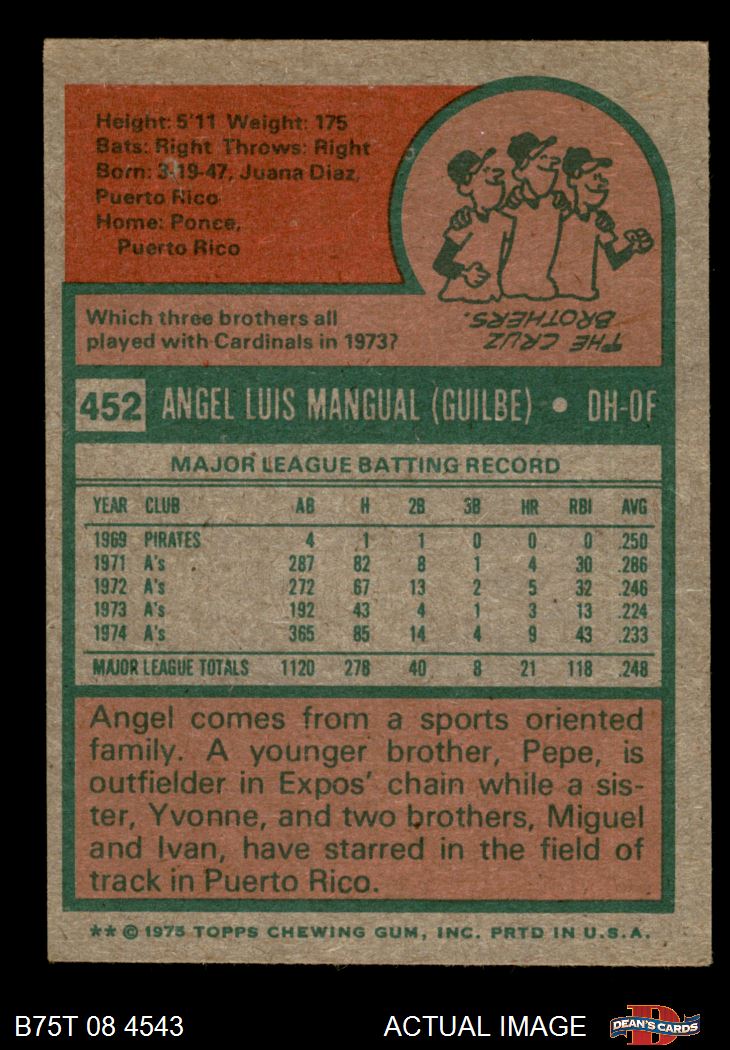 Height: 5'11 Weight: 175
Bats: Right Throws: Right
Born: 3-19-47, Juana Diaz,
Puerto Rico
Home: Ponce,
Puerto Rico
Which three brothers all
played with Cardinals in 1973?
THE CRUZ
BROTHERS.
452 ANGEL LUIS MANGUAL (GUILBE) • DH-OF
MAJOR LEAGUE BATTING RECORD
YEAR CLUB AB H 2B 3B HR RBI AVG
1969 PIRATES 4 1 1 0 0 0 .250
1971 A's 287 82 8 1 4 30 .286
1972 A's 272 67 13 2 5 32 .246
1973 A's 192 43 4 1 3 13 .224
1974 A's 365 85 14 4 9 43 .233
MAJOR LEAGUE TOTALS 1120 278 40 8 21 118 .248
Angel comes from a sports oriented
family. A younger brother, Pepe, is
outfielder in Expos' chain while a sis-
ter, Yvonne, and two brothers, Miguel
and Ivan, have starred in the field of
track in Puerto Rico.
** © 1975 TOPPS CHEWING GUM, INC. PRTD IN U.S.A.
B75T 08 4543 ACTUAL IMAGE D DEAN'S CARDS